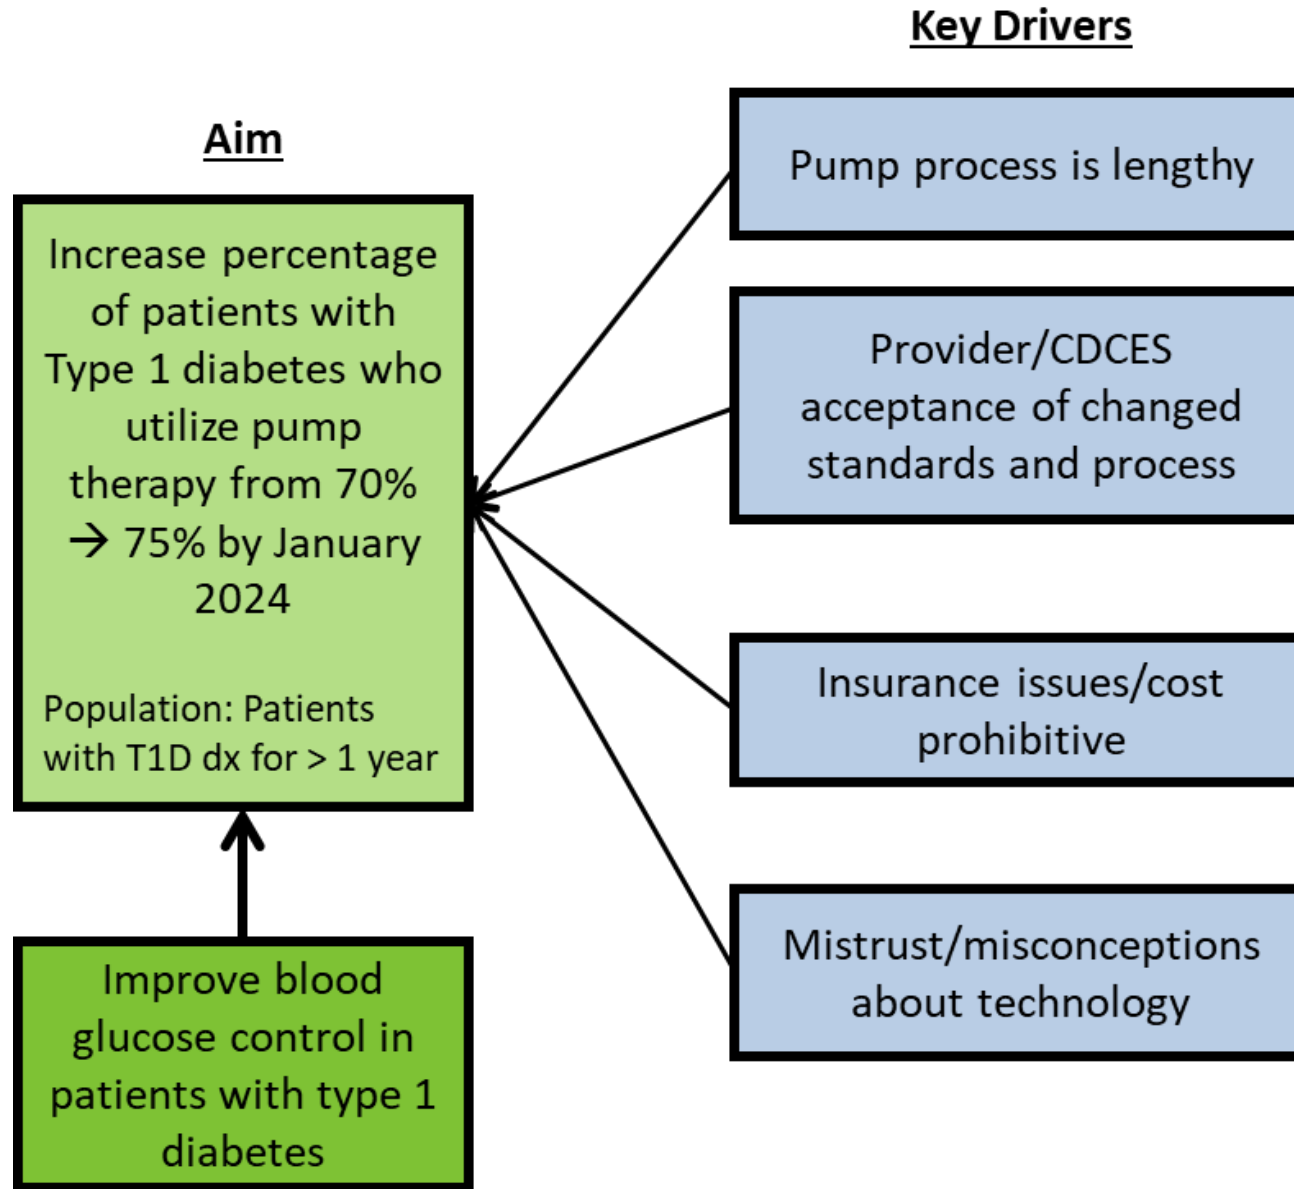 Aim
Increase percentage
of patients with
Type 1 diabetes who
utilize pump
therapy from 70%
→ 75% by January
2024
Population: Patients
with T1D dx for > 1 year
Improve blood
glucose control in
patients with type 1
diabetes
Key Drivers
Pump process is lengthy
Provider/CDCES
acceptance of changed
standards and process
Insurance issues/cost
prohibitive
Mistrust/misconceptions
about technology